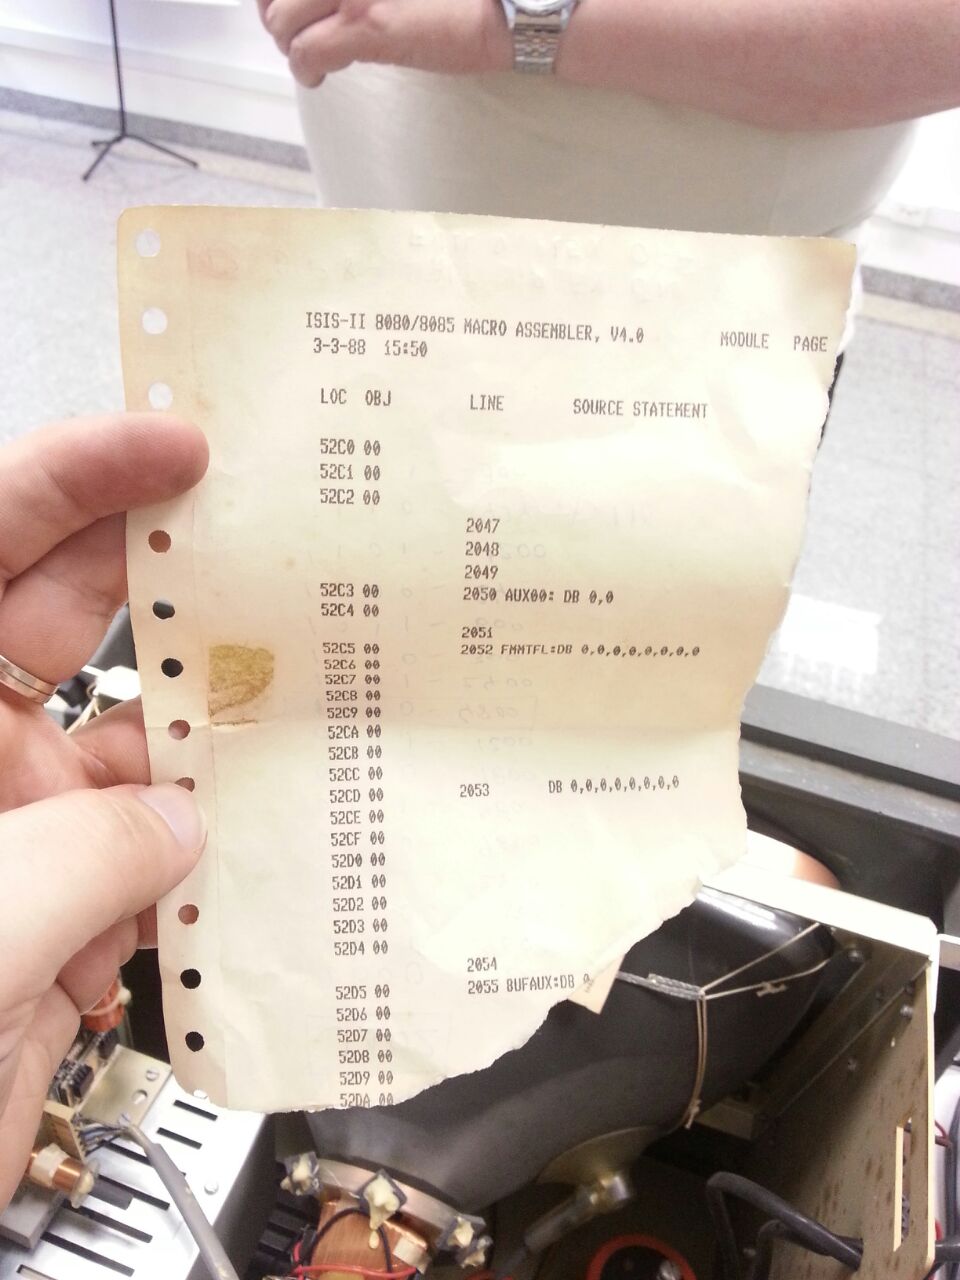 ISIS-II 8080/8085 MACRO ASSEMBLER, V4.0 MODULE PAGE
3-3-88 15:50
LOC OBJ LINE SOURCE STATEMENT
52C0 00
52C1 00
52C2 00
2047
2048
2049
52C3 00 2050 AUX00: DB 0,0
52C4 00
2051
52C5 00 2052 FMMTFL:DB 0,0,0,0,0,0,0,0
52C6 00
52C7 00
52C8 00
52C9 00
52CA 00
52CB 00
52CC 00
52CD 00 2053 DB 0,0,0,0,0,0,0,0
52CE 00
52CF 00
52D0 00
52D1 00
52D2 00
52D3 00
52D4 00
2054
52D5 00 2055 BUFAUX:DB 0
52D6 00
52D7 00
52D8 00
52D9 00
52DA 00